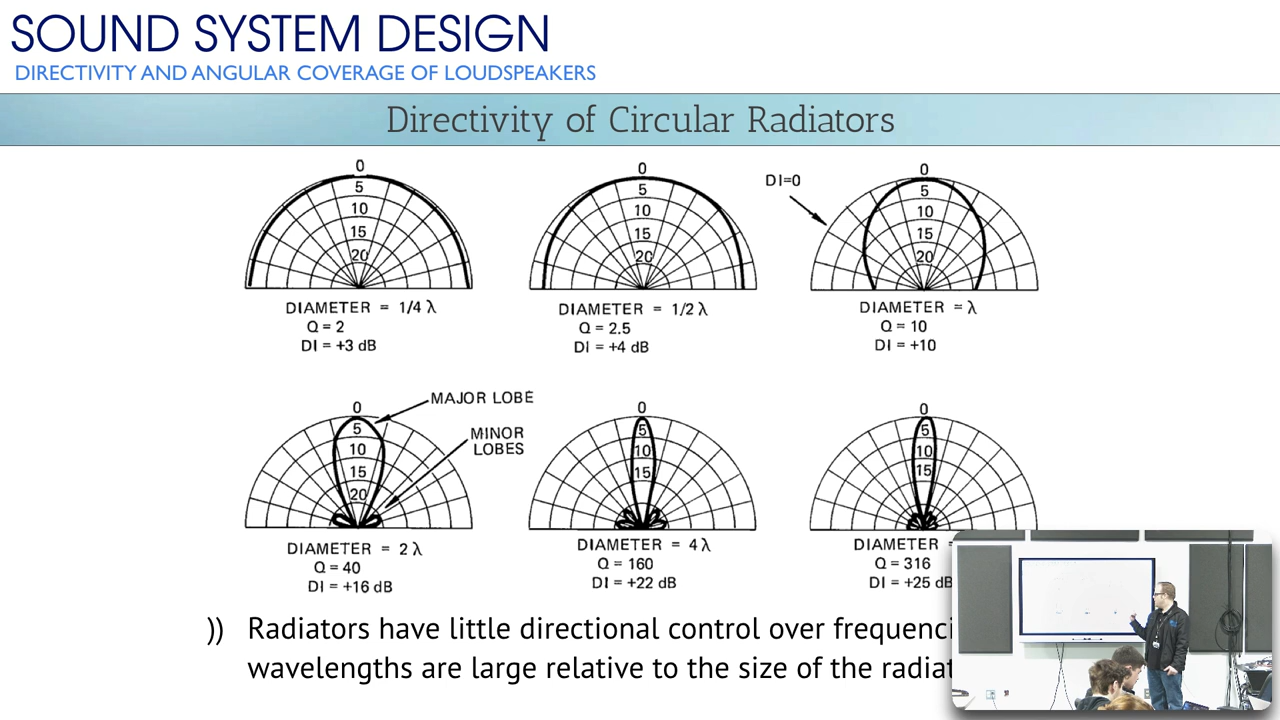 SOUND SYSTEM DESIGN
DIRECTIVITY AND ANGULAR COVERAGE OF LOUDSPEAKERS
Directivity of Circular Radiators
0
5
10
15
20
DIAMETER = 1/4 λ
Q = 2
DI = +3 dB
0
5
10
15
20
DIAMETER = 1/2 λ
Q = 2.5
DI = +4 dB
DI=0
0
5
10
15
20
DIAMETER = λ
Q = 10
DI = +10
MAJOR LOBE
MINOR
LOBES
0
5
10
15
20
DIAMETER = 2 λ
Q = 40
DI = +16 dB
0
5
10
15
DIAMETER = 4 λ
Q = 160
DI = +22 dB
0
5
10
15
DIAMETER =
Q = 316
DI = +25 dB
)) Radiators have little directional control over
wavelengths are large relative to the size of the